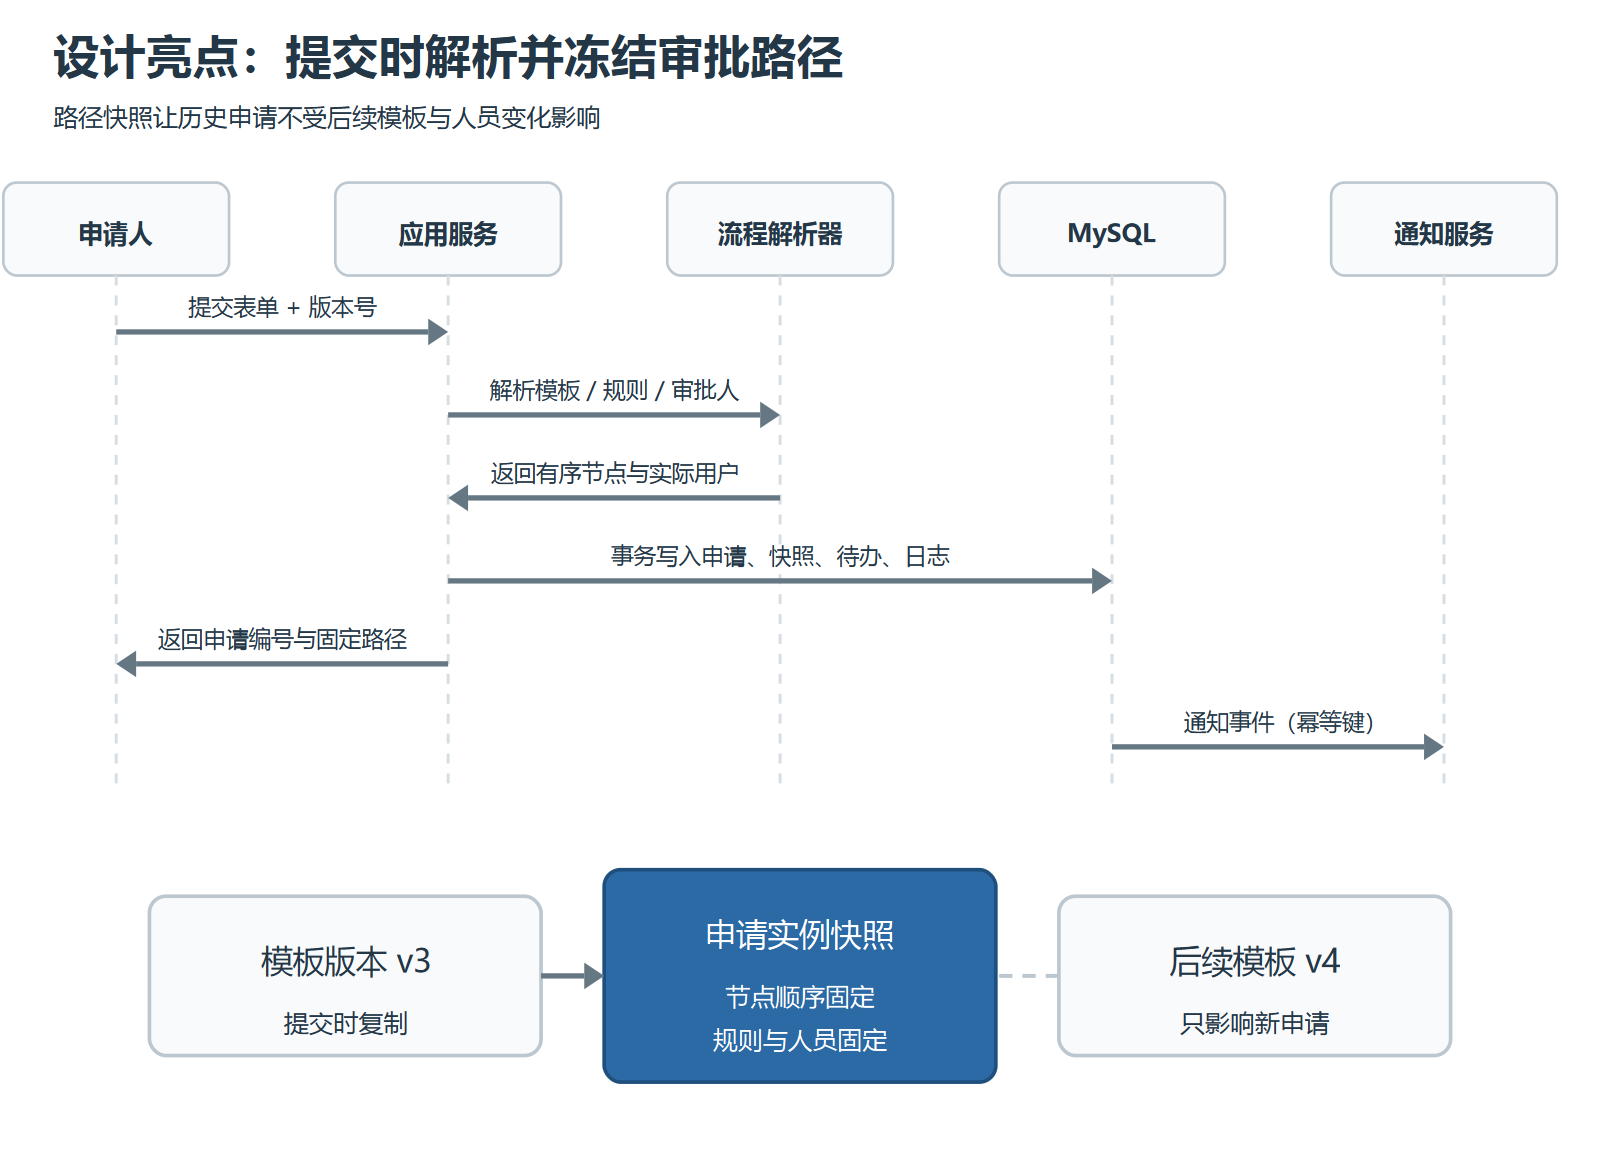 设计亮点：提交时解析并冻结审批路径
路径快照让历史申请不受后续模板与人员变化影响
申请人
应用服务
流程解析器
MySQL
通知服务
提交表单 + 版本号
解析模板 / 规则 / 审批人
返回有序节点与实际用户
事务写入申请、快照、待办、日志
返回申请编号与固定路径
通知事件（幂等键）
模板版本 v3
提交时复制
申请实例快照
节点顺序固定
规则与人员固定
后续模板 v4
只影响新申请